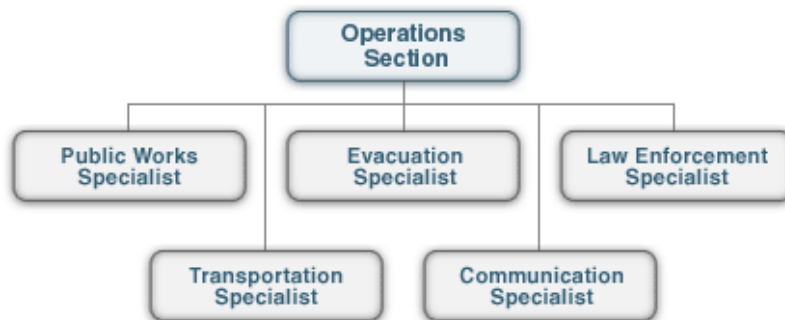 Operations
Section
Public Works
Specialist
Evacuation
Specialist
Law Enforcement
Specialist
Transportation
Specialist
Communication
Specialist